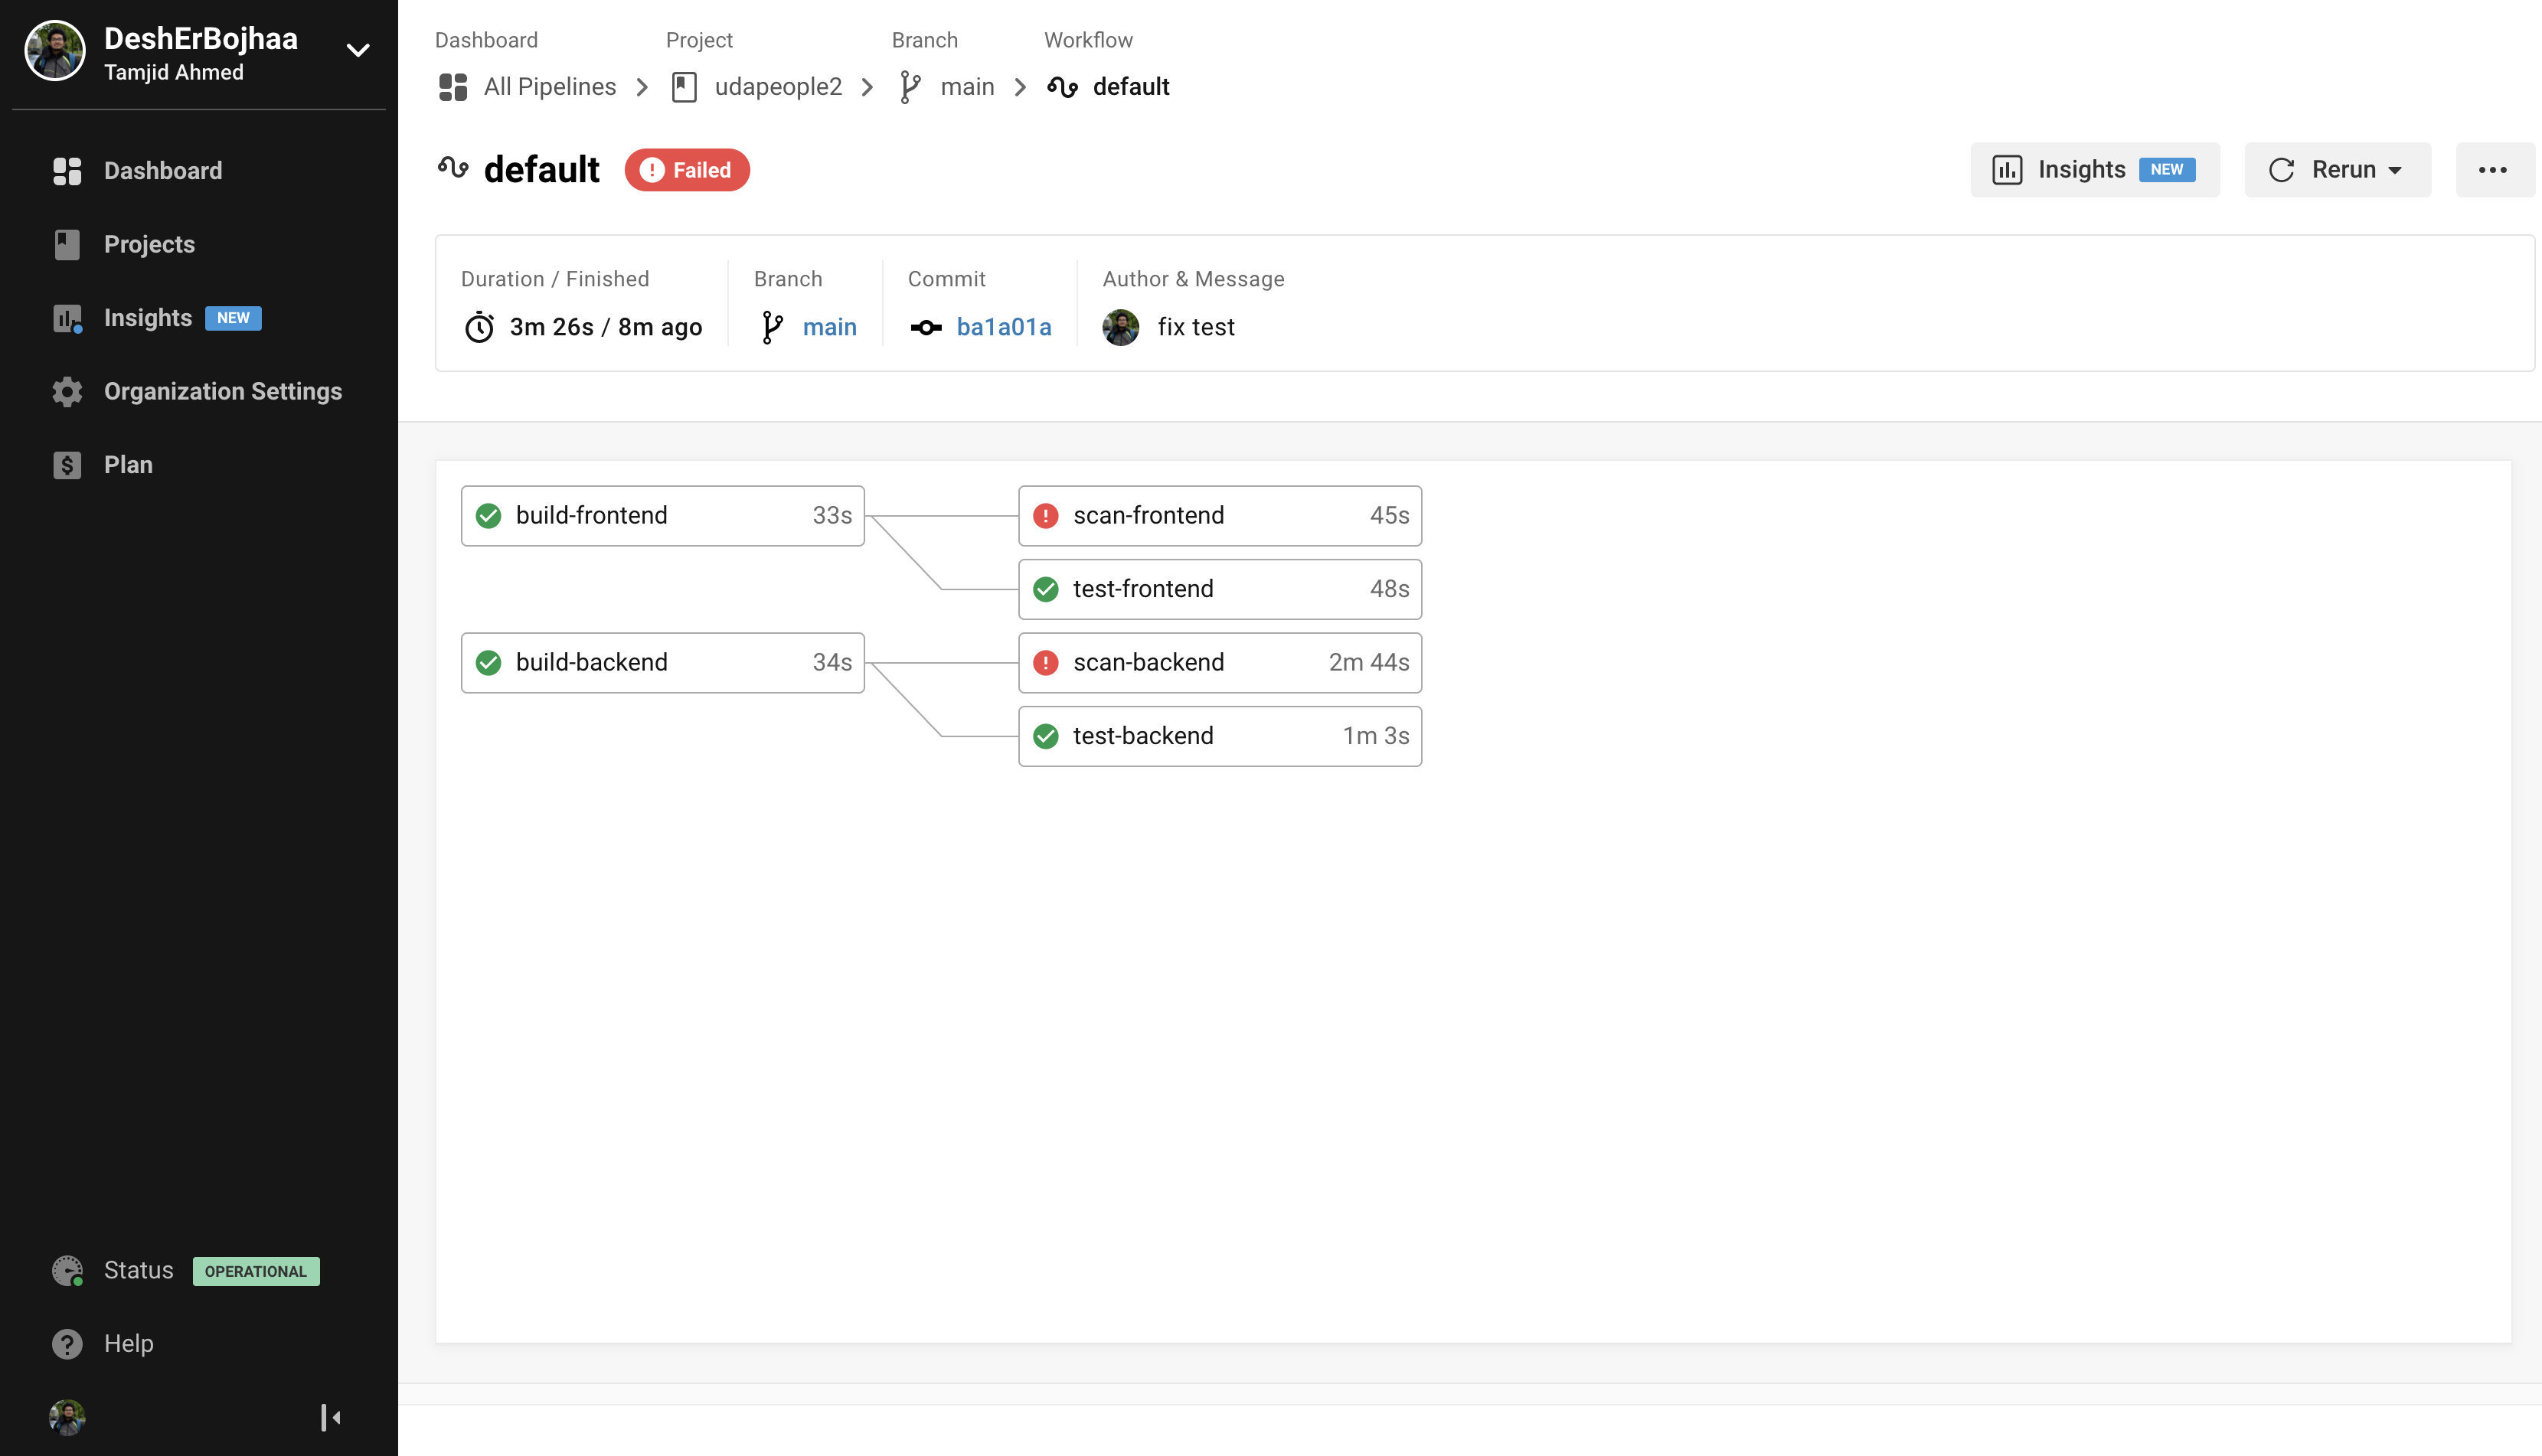 DeshErBojhaa
Tamjid Ahmed
Dashboard
Projects
Insights NEW
Organization Settings
Plan
Status OPERATIONAL
Help
Dashboard Project Branch Workflow
All Pipelines udapeople2 main default
default Failed
Insights NEW Rerun
Duration / Finished Branch Commit Author & Message
3m 26s / 8m ago main ba1a01a fix test
build-frontend 33s scan-frontend 45s
test-frontend 48s
build-backend 34s scan-backend 2m 44s
test-backend 1m 3s